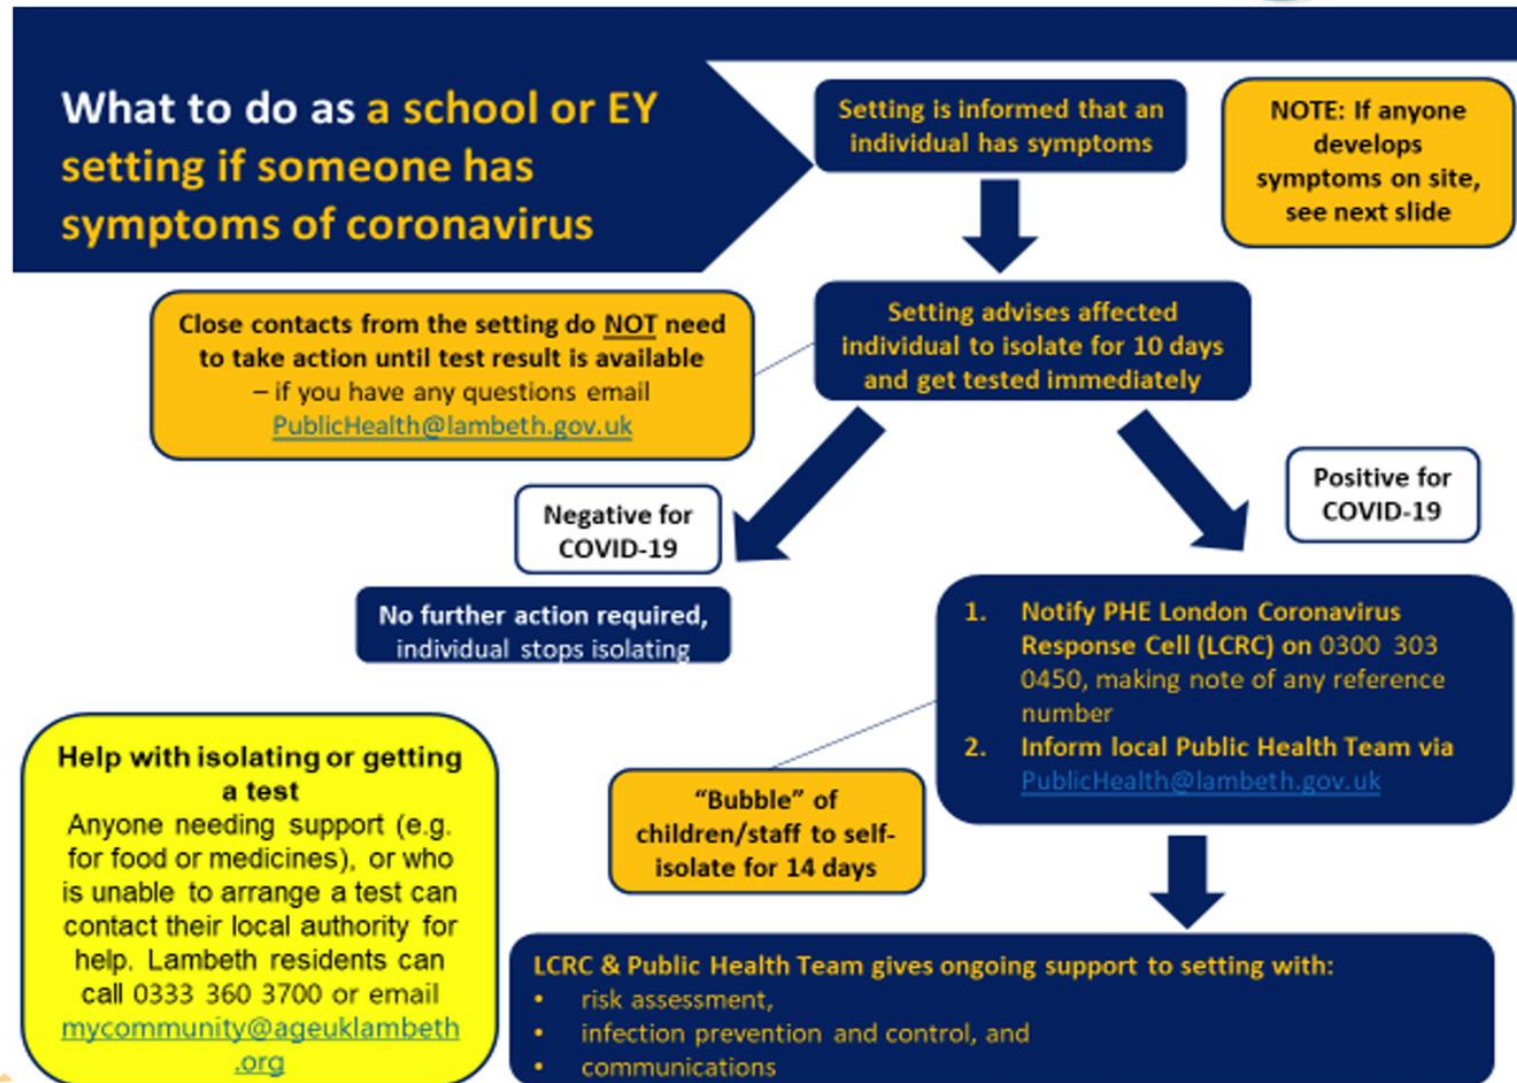 What to do as a school or EY
setting if someone has
symptoms of coronavirus
Setting is informed that an
individual has symptoms
NOTE: If anyone
develops
symptoms on site,
see next slide
Setting advises affected
individual to isolate for 10 days
and get tested immediately
Close contacts from the setting do NOT need
to take action until test result is available
– if you have any questions email
PublicHealth@lambeth.gov.uk
Negative for
COVID-19
No further action required,
individual stops isolating
Positive for
COVID-19
1. Notify PHE London Coronavirus
Response Cell (LCRC) on 0300 303
0450, making note of any reference
number
2. Inform local Public Health Team via
PublicHealth@lambeth.gov.uk
"Bubble" of
children/staff to self-
isolate for 14 days
Help with isolating or getting
a test
Anyone needing support (e.g.
for food or medicines), or who
is unable to arrange a test can
contact their local authority for
help. Lambeth residents can
call 0333 360 3700 or email
mycommunity@ageuklambeth
.org
LCRC & Public Health Team gives ongoing support to setting with:
• risk assessment,
• infection prevention and control, and
• communications